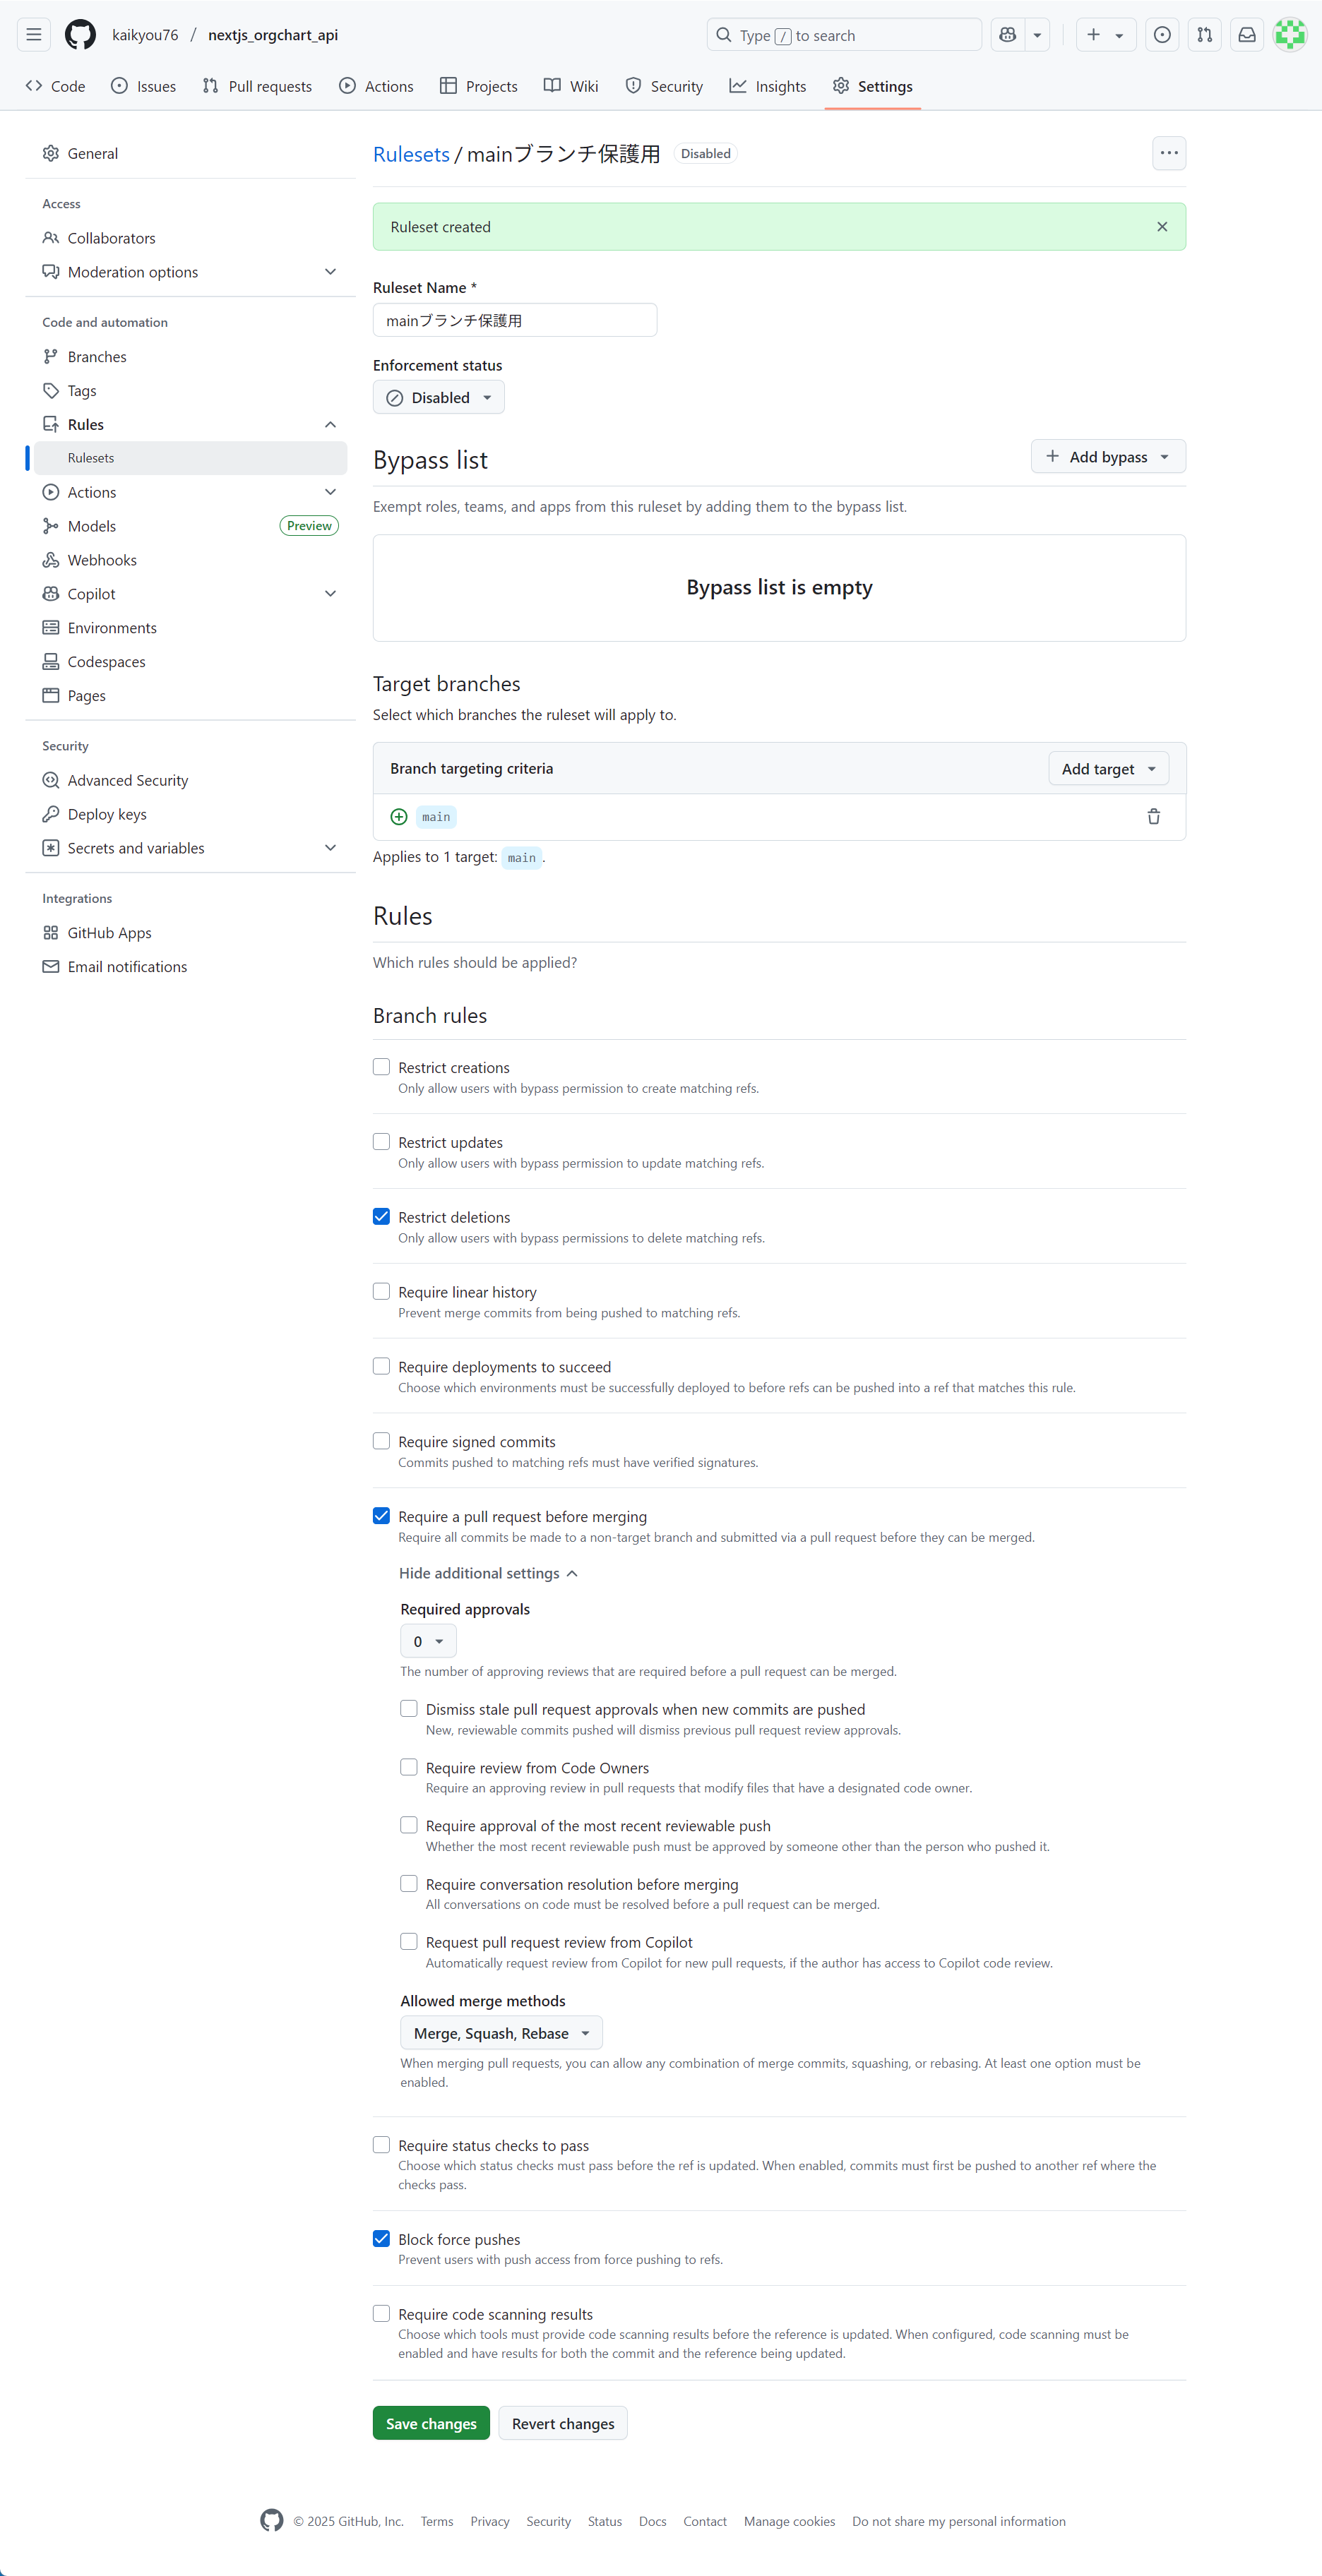 kaikyou76 / nextjs_orgchart_api
Type / to search
Code
Issues
Pull requests
Actions
Projects
Wiki
Security
Insights
Settings
General
Access
Collaborators
Moderation options
Code and automation
Branches
Tags
Rules
Rulesets
Actions
Models Preview
Webhooks
Copilot
Environments
Codespaces
Pages
Security
Advanced Security
Deploy keys
Secrets and variables
Integrations
GitHub Apps
Email notifications
Rulesets / mainブランチ保護用 Disabled
Ruleset created
Ruleset Name *
mainブランチ保護用
Enforcement status
Disabled
Bypass list
Add bypass
Exempt roles, teams, and apps from this ruleset by adding them to the bypass list.
Bypass list is empty
Target branches
Select which branches the ruleset will apply to.
Branch targeting criteria
Add target
main
Applies to 1 target: main.
Rules
Which rules should be applied?
Branch rules
Restrict creations
Only allow users with bypass permission to create matching refs.
Restrict updates
Only allow users with bypass permission to update matching refs.
Restrict deletions
Only allow users with bypass permissions to delete matching refs.
Require linear history
Prevent merge commits from being pushed to matching refs.
Require deployments to succeed
Choose which environments must be successfully deployed to before refs can be pushed into a ref that matches this rule.
Require signed commits
Commits pushed to matching refs must have verified signatures.
Require a pull request before merging
Require all commits be made to a non-target branch and submitted via a pull request before they can be merged.
Hide additional settings
Required approvals
0
The number of approving reviews that are required before a pull request can be merged.
Dismiss stale pull request approvals when new commits are pushed
New, reviewable commits pushed will dismiss previous pull request review approvals.
Require review from Code Owners
Require an approving review in pull requests that modify files that have a designated code owner.
Require approval of the most recent reviewable push
Whether the most recent reviewable push must be approved by someone other than the person who pushed it.
Require conversation resolution before merging
All conversations on code must be resolved before a pull request can be merged.
Request pull request review from Copilot
Automatically request review from Copilot for new pull requests, if the author has access to Copilot code review.
Allowed merge methods
Merge, Squash, Rebase
When merging pull requests, you can allow any combination of merge commits, squashing, or rebasing. At least one option must be
enabled.
Require status checks to pass
Choose which status checks must pass before the ref is updated. When enabled, commits must first be pushed to another ref where the
checks pass.
Block force pushes
Prevent users with push access from force pushing to refs.
Require code scanning results
Choose which tools must provide code scanning results before the reference is updated. When configured, code scanning must be
enabled and have results for both the commit and the reference being updated.
Save changes
Revert changes
© 2025 GitHub, Inc. Terms Privacy Security Status Docs Contact Manage cookies Do not share my personal information